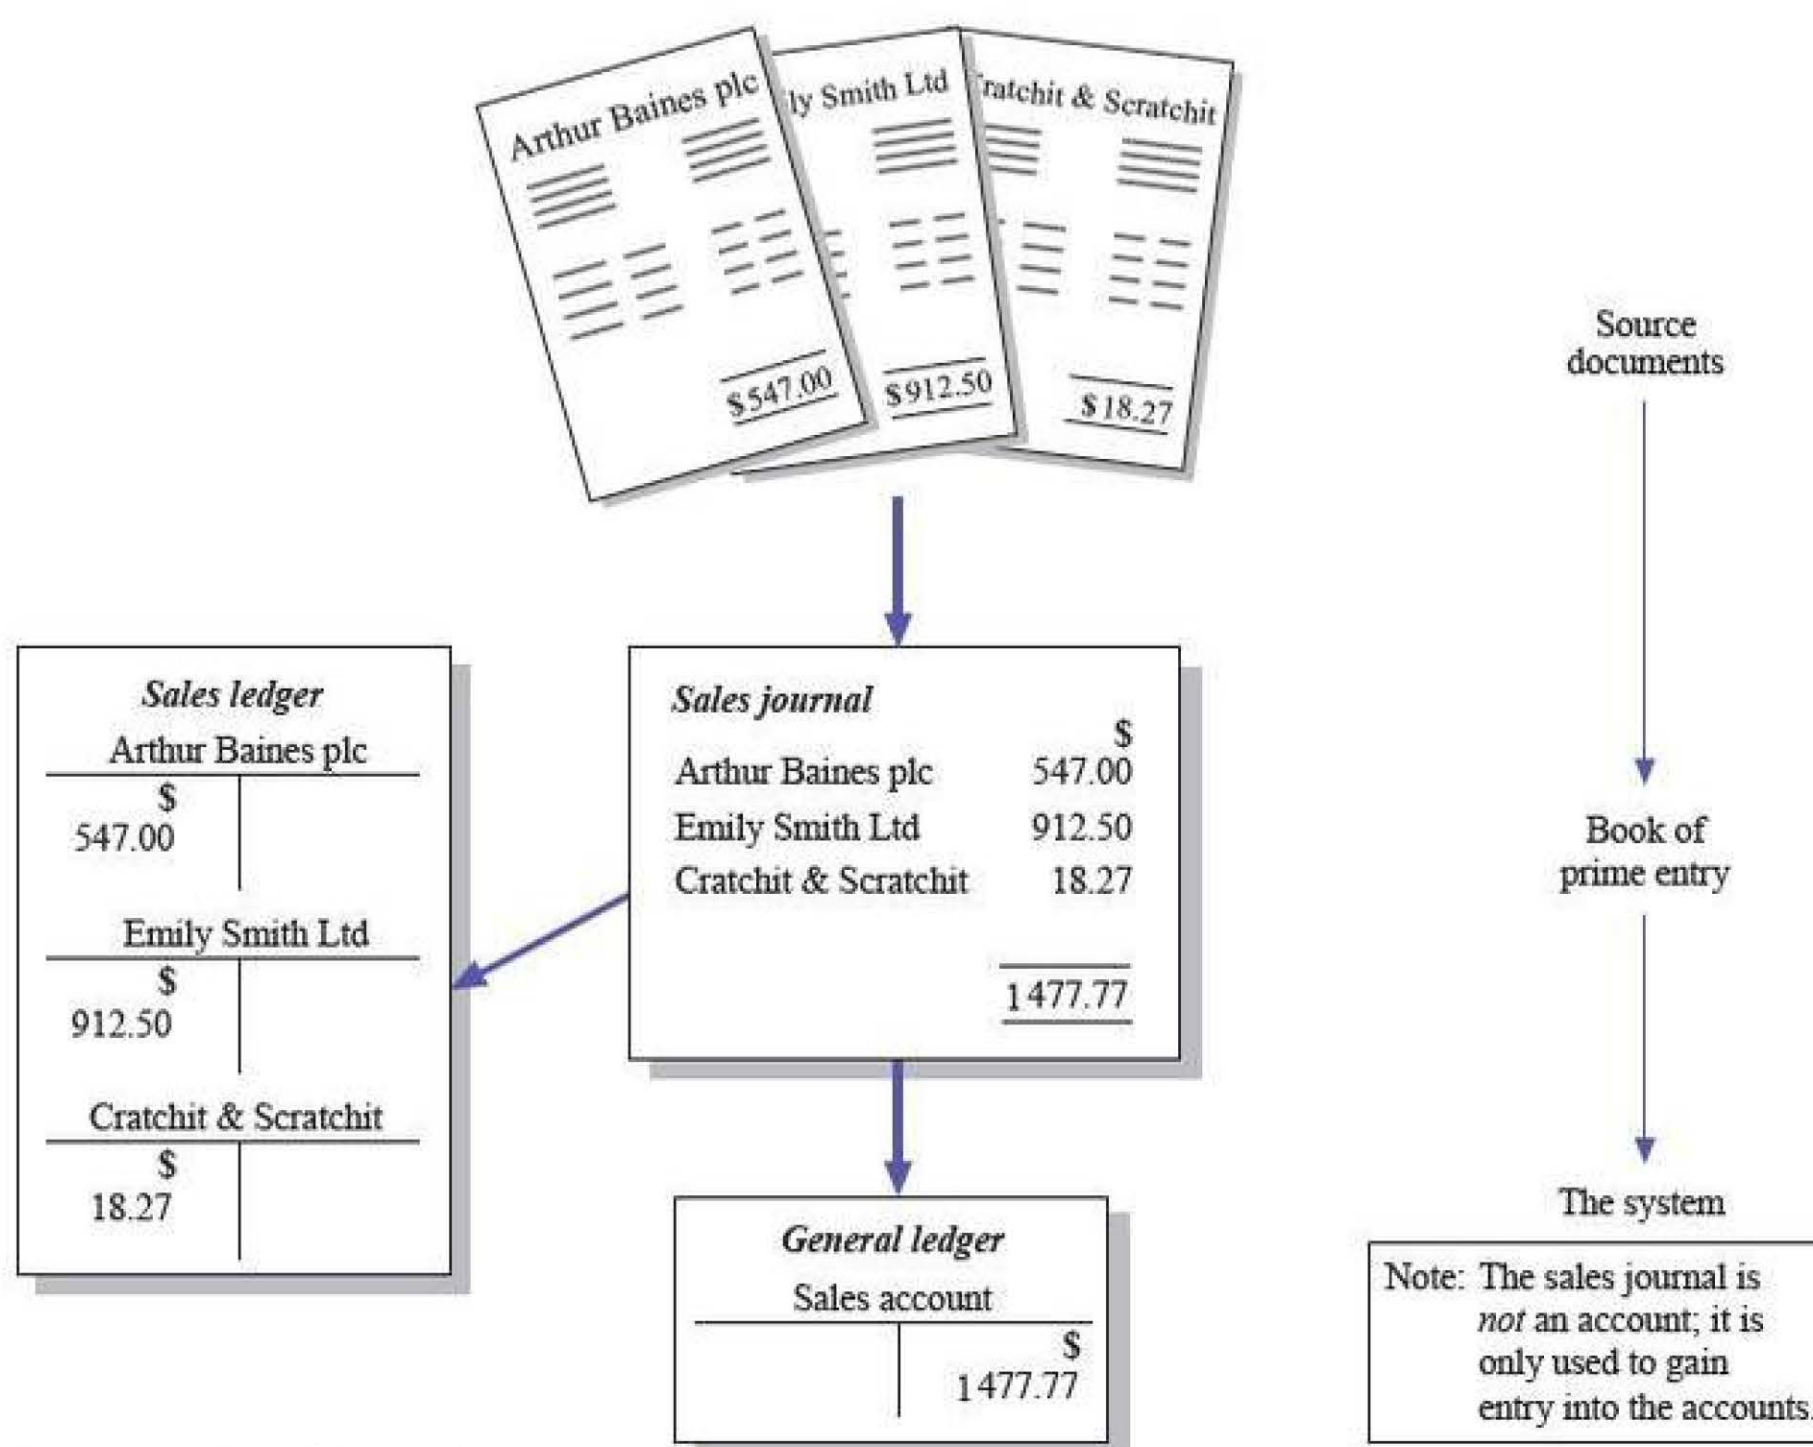 Arthur Baines plc
ly Smith Ltd
ratchit & Scratchit
$547.00
$912.50
$18.27
Source
documents
Sales ledger
Arthur Baines plc
$
547.00
Emily Smith Ltd
$
912.50
Cratchit & Scratchit
$
18.27
Sales journal
$
Arthur Baines plc 547.00
Emily Smith Ltd 912.50
Cratchit & Scratchit 18.27
1477.77
Book of
prime entry
General ledger
Sales account
$
1477.77
The system
Note: The sales journal is
not an account; it is
only used to gain
entry into the accounts.